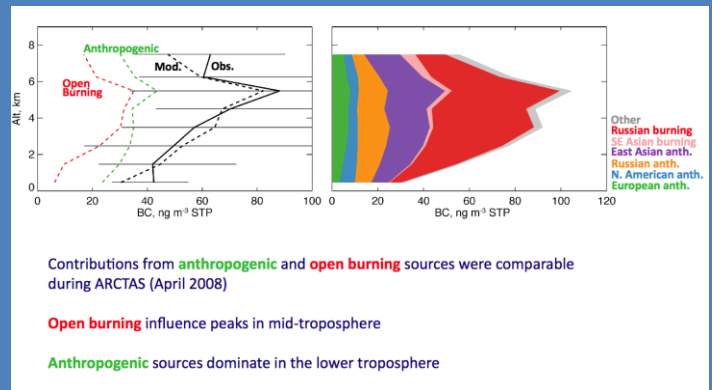 Anthropogenic
Mod.
Obs.
Open
Burning
Alt, km
8
6
4
2
0
0 20 40 60 80 100
BC, ng m⁻³ STP
0 20 40 60 80 100 120
BC, ng m⁻³ STP
Other
Russian burning
SE Asian burning
East Asian anth.
Russian anth.
N. American anth.
European anth.
Contributions from anthropogenic and open burning sources were comparable
during ARCTAS (April 2008)
Open burning influence peaks in mid-troposphere
Anthropogenic sources dominate in the lower troposphere